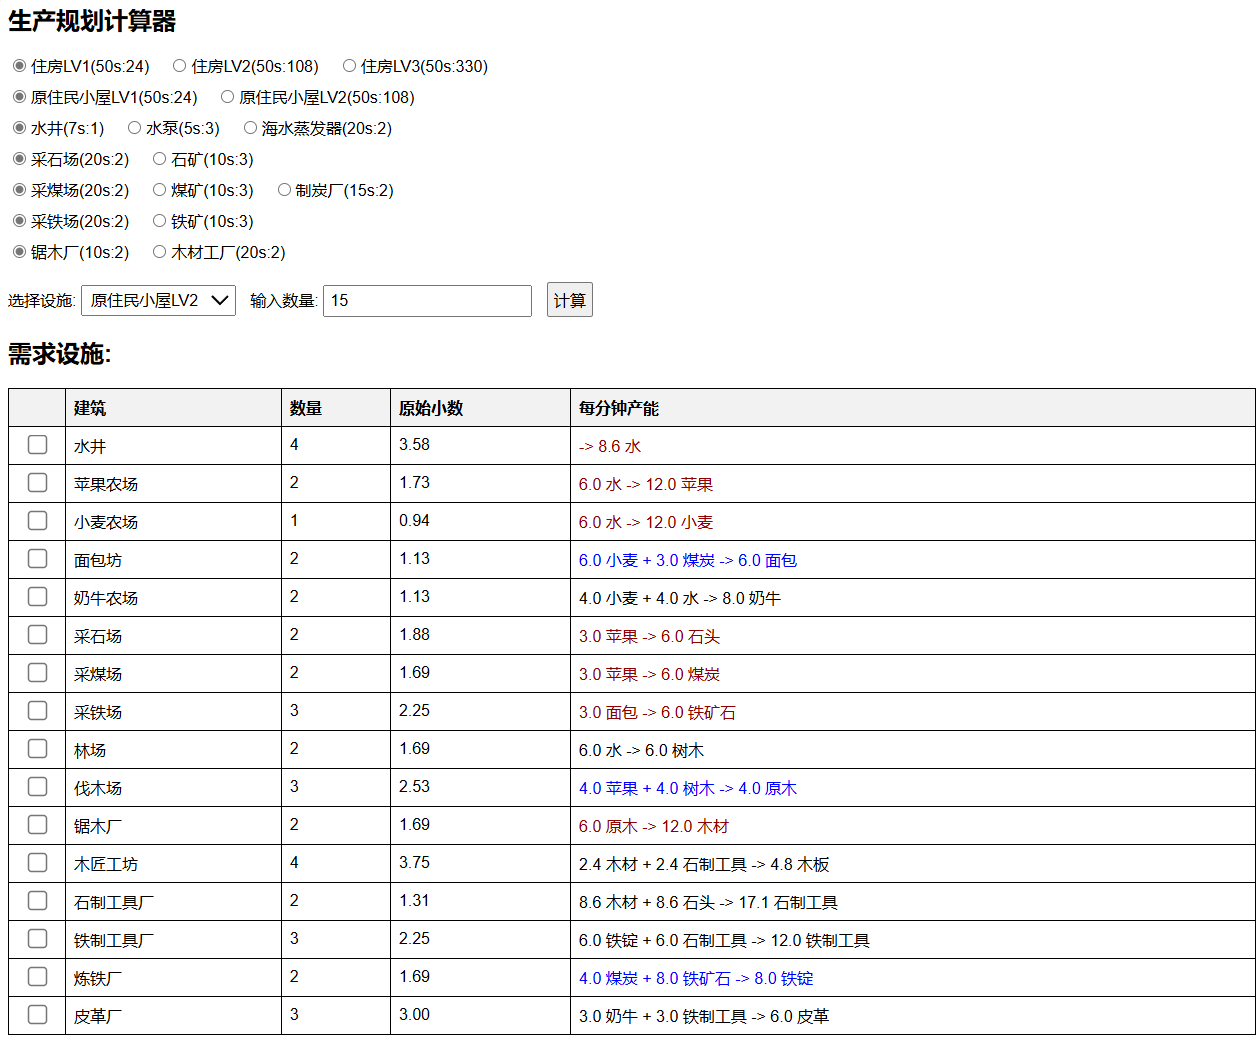 生产规划计算器
住房LV1(50s:24) 住房LV2(50s:108) 住房LV3(50s:330)
原住民小屋LV1(50s:24) 原住民小屋LV2(50s:108)
水井(7s:1) 水泵(5s:3) 海水蒸发器(20s:2)
采石场(20s:2) 石矿(10s:3)
采煤场(20s:2) 煤矿(10s:3) 制炭厂(15s:2)
采铁场(20s:2) 铁矿(10s:3)
锯木厂(10s:2) 木材工厂(20s:2)
选择设施: 原住民小屋LV2 输入数量: 15 计算
需求设施:
建筑 数量 原始小数 每分钟产能
水井 4 3.58 -> 8.6 水
苹果农场 2 1.73 6.0 水 -> 12.0 苹果
小麦农场 1 0.94 6.0 水 -> 12.0 小麦
面包坊 2 1.13 6.0 小麦 + 3.0 煤炭 -> 6.0 面包
奶牛农场 2 1.13 4.0 小麦 + 4.0 水 -> 8.0 奶牛
采石场 2 1.88 3.0 苹果 -> 6.0 石头
采煤场 2 1.69 3.0 苹果 -> 6.0 煤炭
采铁场 3 2.25 3.0 面包 -> 6.0 铁矿石
林场 2 1.69 6.0 水 -> 6.0 树木
伐木场 3 2.53 4.0 苹果 + 4.0 树木 -> 4.0 原木
锯木厂 2 1.69 6.0 原木 -> 12.0 木材
木匠工坊 4 3.75 2.4 木材 + 2.4 石制工具 -> 4.8 木板
石制工具厂 2 1.31 8.6 木材 + 8.6 石头 -> 17.1 石制工具
铁制工具厂 3 2.25 6.0 铁锭 + 6.0 石制工具 -> 12.0 铁制工具
炼铁厂 2 1.69 4.0 煤炭 + 8.0 铁矿石 -> 8.0 铁锭
皮革厂 3 3.00 3.0 奶牛 + 3.0 铁制工具 -> 6.0 皮革